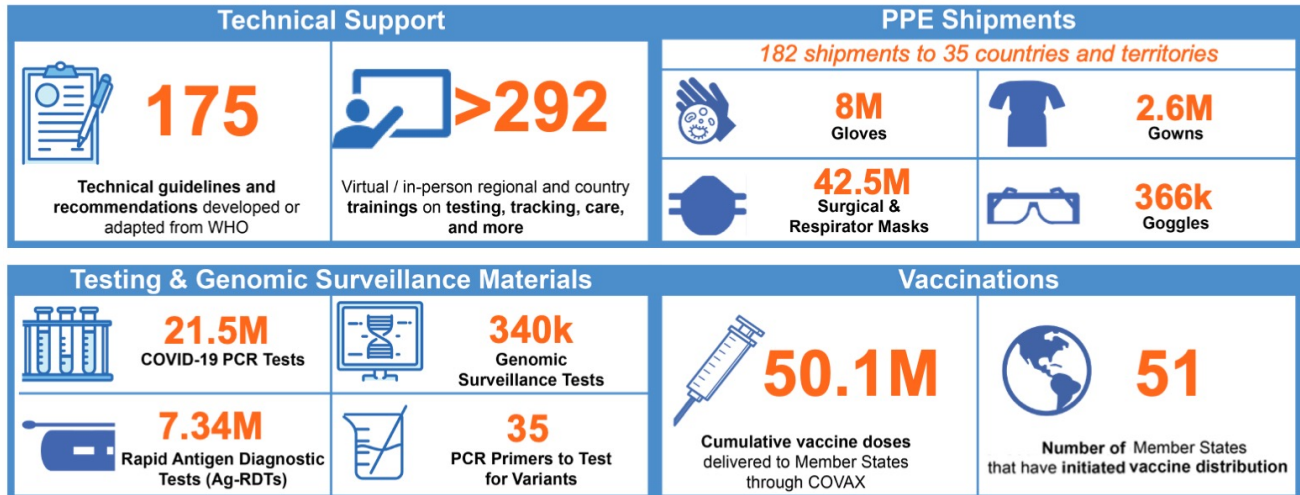 Technical Support
175
Technical guidelines and
recommendations developed or
adapted from WHO
>292
Virtual / in-person regional and country
trainings on testing, tracking, care,
and more
PPE Shipments
182 shipments to 35 countries and territories
8M
Gloves
2.6M
Gowns
42.5M
Surgical &
Respirator Masks
366k
Goggles
Testing & Genomic Surveillance Materials
21.5M
COVID-19 PCR Tests
340k
Genomic
Surveillance Tests
7.34M
Rapid Antigen Diagnostic
Tests (Ag-RDTs)
35
PCR Primers to Test
for Variants
Vaccinations
50.1M
Cumulative vaccine doses
delivered to Member States
through COVAX
51
Number of Member States
that have initiated vaccine distribution